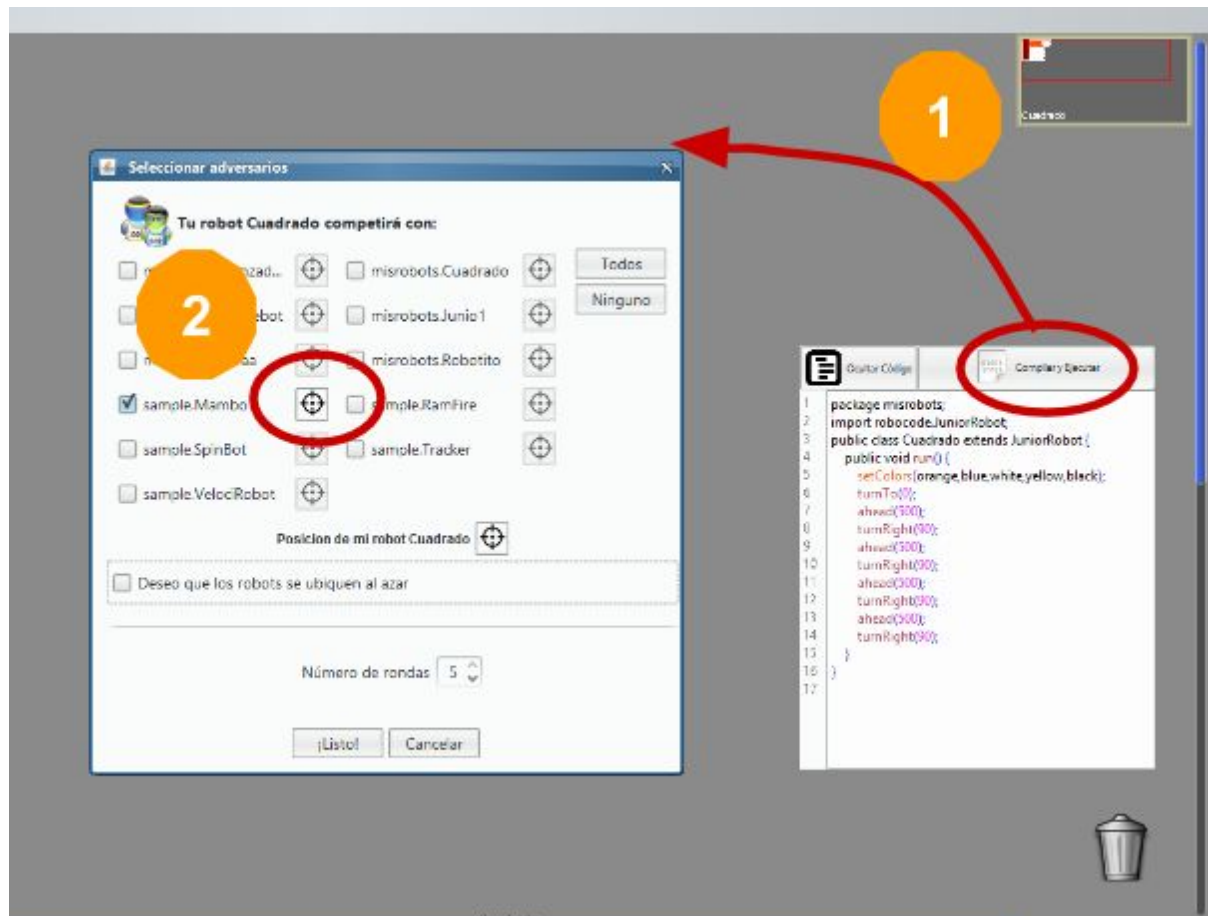 1
Cuadrado
Seleccionar adversarios
Tu robot Cuadrado competirá con:
misrobots.Cuadrado
Todos
2
misrobots.Junio1
Ninguno
misrobots.Robotito
Ocultar Código
Compilar y Ejecutar
sample.Mambo
sample.RamFire
sample.SpinBot
sample.Tracker
sample.VelociRobot
Posicion de mi robot Cuadrado
Deseo que los robots se ubiquen al azar
Número de rondas 5
¡Listo!
Cancelar
1 package misrobots;
2 import robocode.JuniorRobot;
3 public class Cuadrado extends JuniorRobot {
4 public void run() {
5 setColors(orange,blue,white,yellow,black);
6 turnTo(0);
7 ahead(500);
8 turnRight(90);
9 ahead(500);
10 turnRight(90);
11 ahead(500);
12 turnRight(90);
13 ahead(500);
14 turnRight(90);
15 }
16 }
17